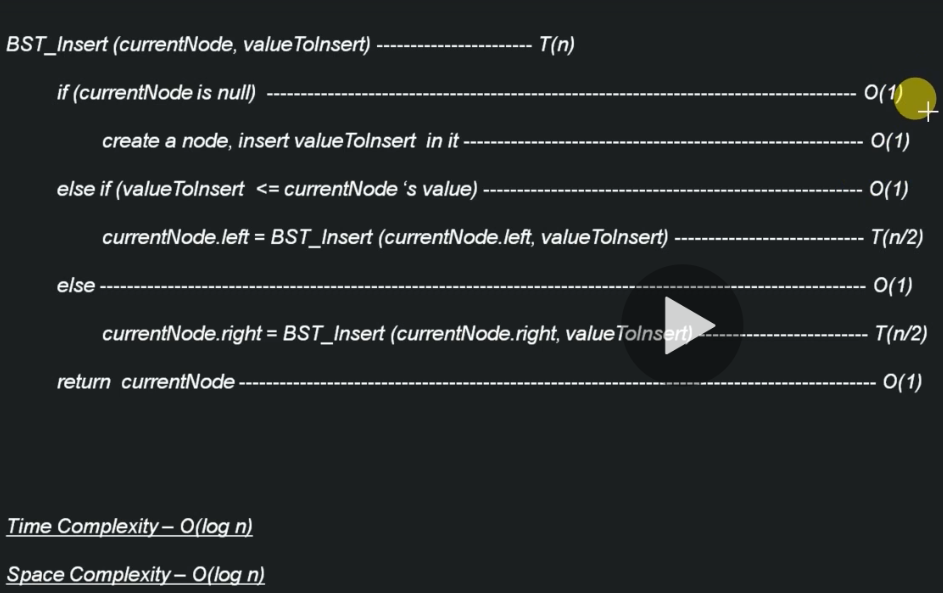 BST_Insert (currentNode, valueToInsert) ----------------------- T(n)
if (currentNode is null) ---------------------------------------------------------------------------------------- O(1)
create a node, insert valueToInsert in it ------------------------------------------------------------ O(1)
else if (valueToInsert <= currentNode ‘s value) --------------------------------------------------------- O(1)
currentNode.left = BST_Insert (currentNode.left, valueToInsert) ---------------------------- T(n/2)
else ------------------------------------------------------------------------------------------------------------------- O(1)
currentNode.right = BST_Insert (currentNode.right, valueToInsert) -------------------------- T(n/2)
return currentNode ----------------------------------------------------------------------------------------------- O(1)
Time Complexity – O(log n)
Space Complexity – O(log n)